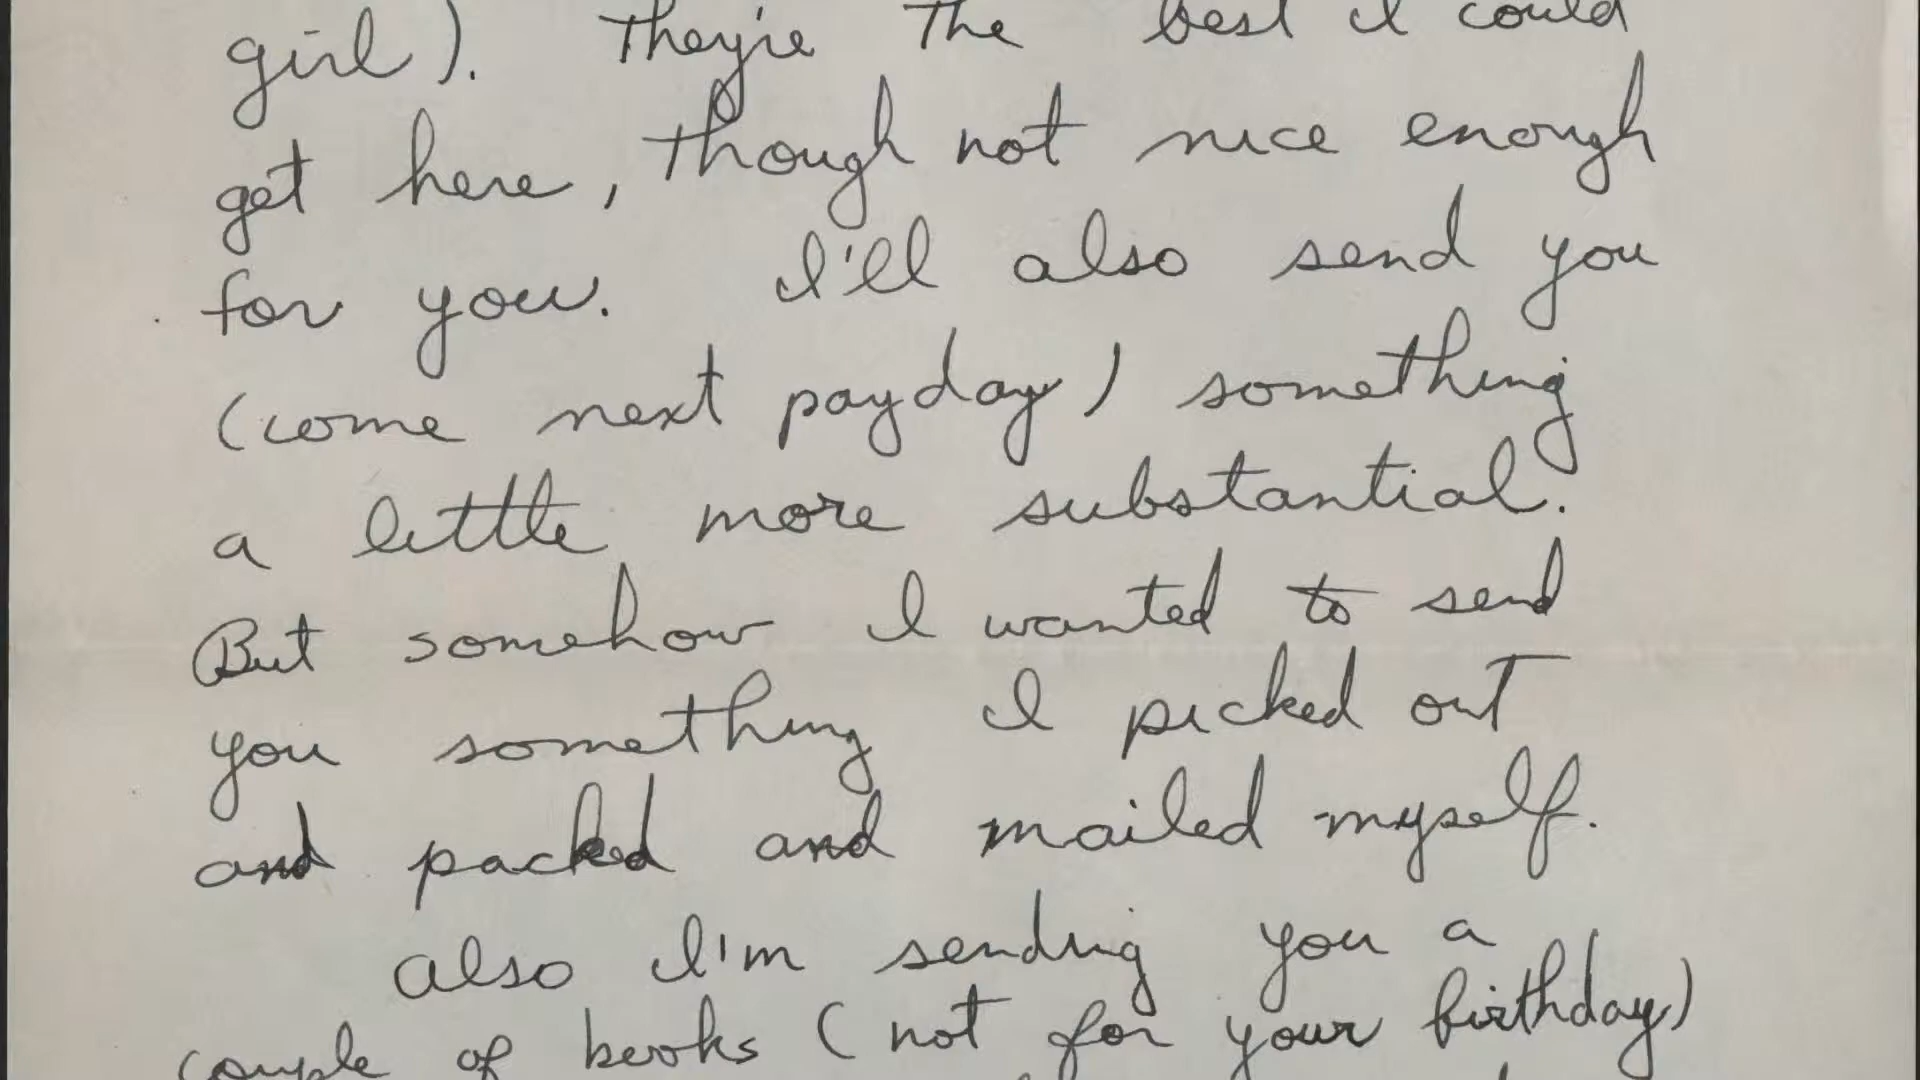 girl). They're the best I could
get here, though not nice enough
for you. I'll also send you
(come next payday) something
a little more substantial.
But somehow I wanted to send
you something I picked out
and packed and mailed myself.
Also I'm sending you a
couple of books (not for your birthday)